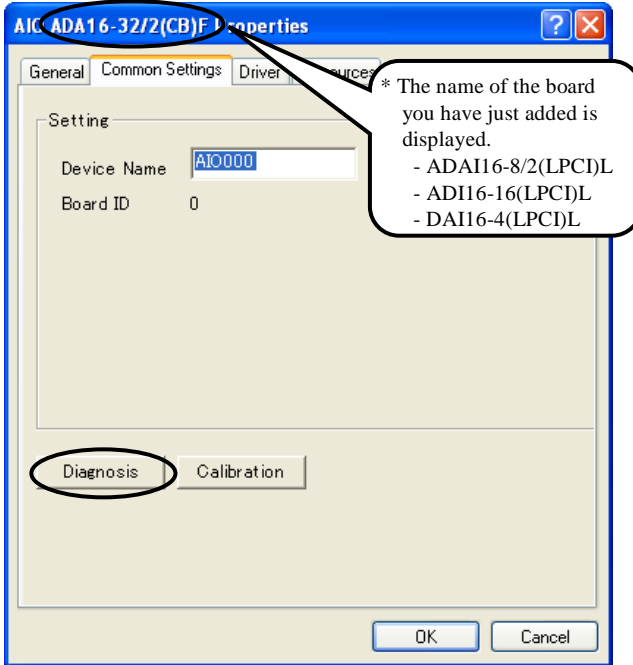 AIO ADA16-32/2(CB)F Properties
General Common Settings Driver
* The name of the board
you have just added is
displayed.
- ADAI16-8/2(LPCI)L
- ADI16-16(LPCI)L
- DAI16-4(LPCI)L
Setting
Device Name AIO000
Board ID 0
Diagnosis Calibration
OK Cancel